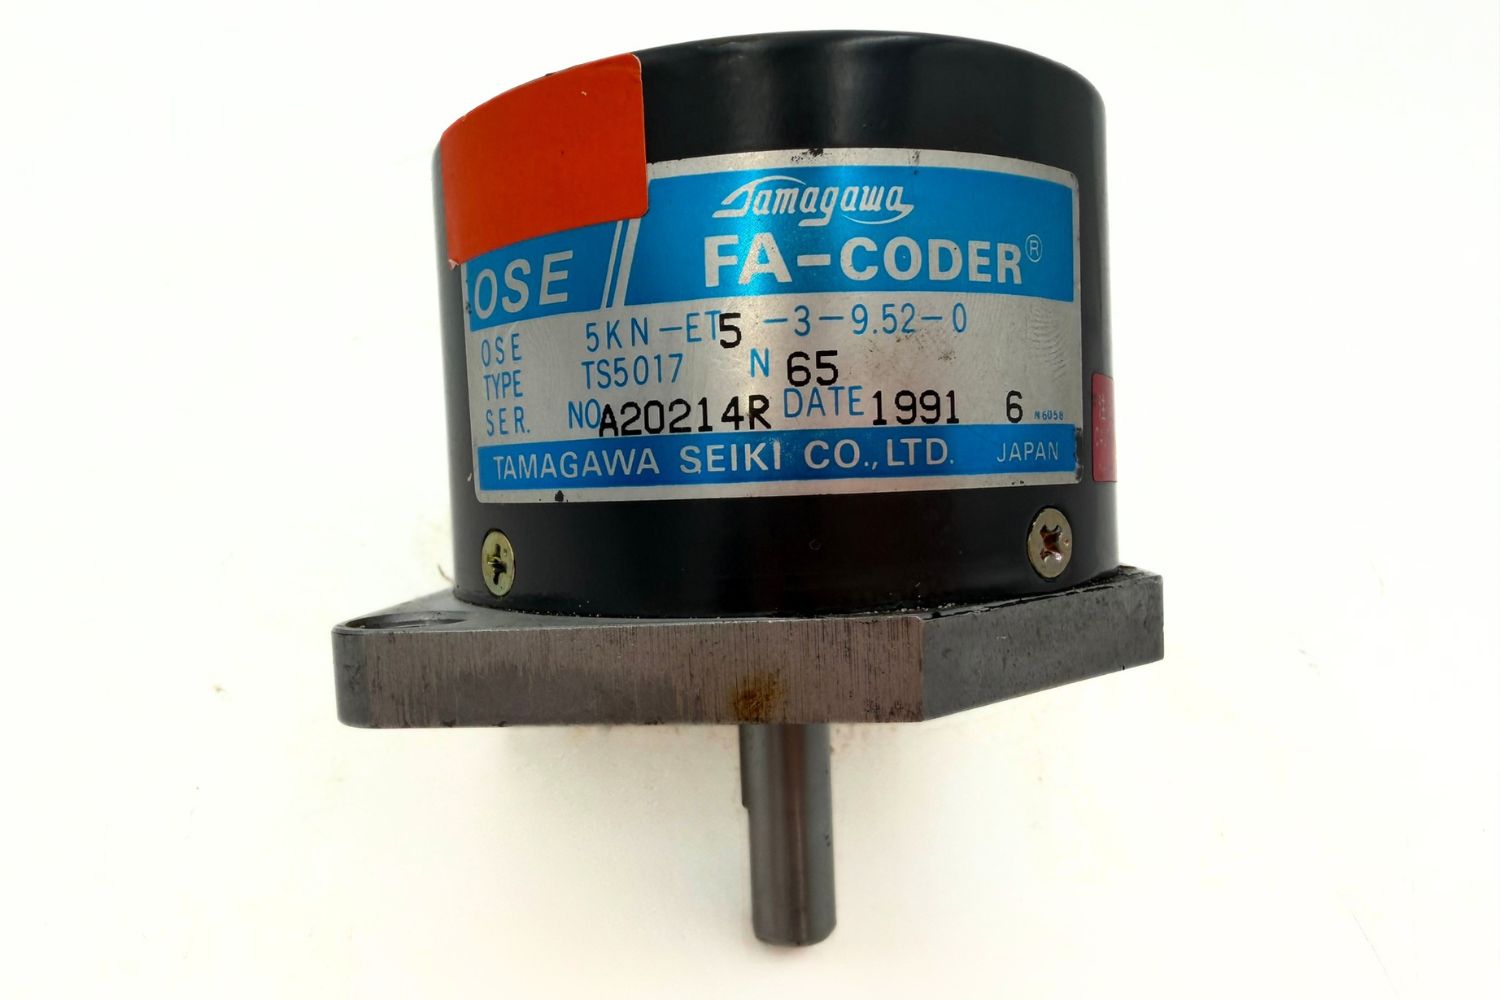 Tamagawa
OSE FA-CODER®
OSE 5KN-ET5-3-9.52-0
TYPE TS5017 N 65
SER. NO A20214R DATE 1991 6 N6058
TAMAGAWA SEIKI CO.,LTD. JAPAN